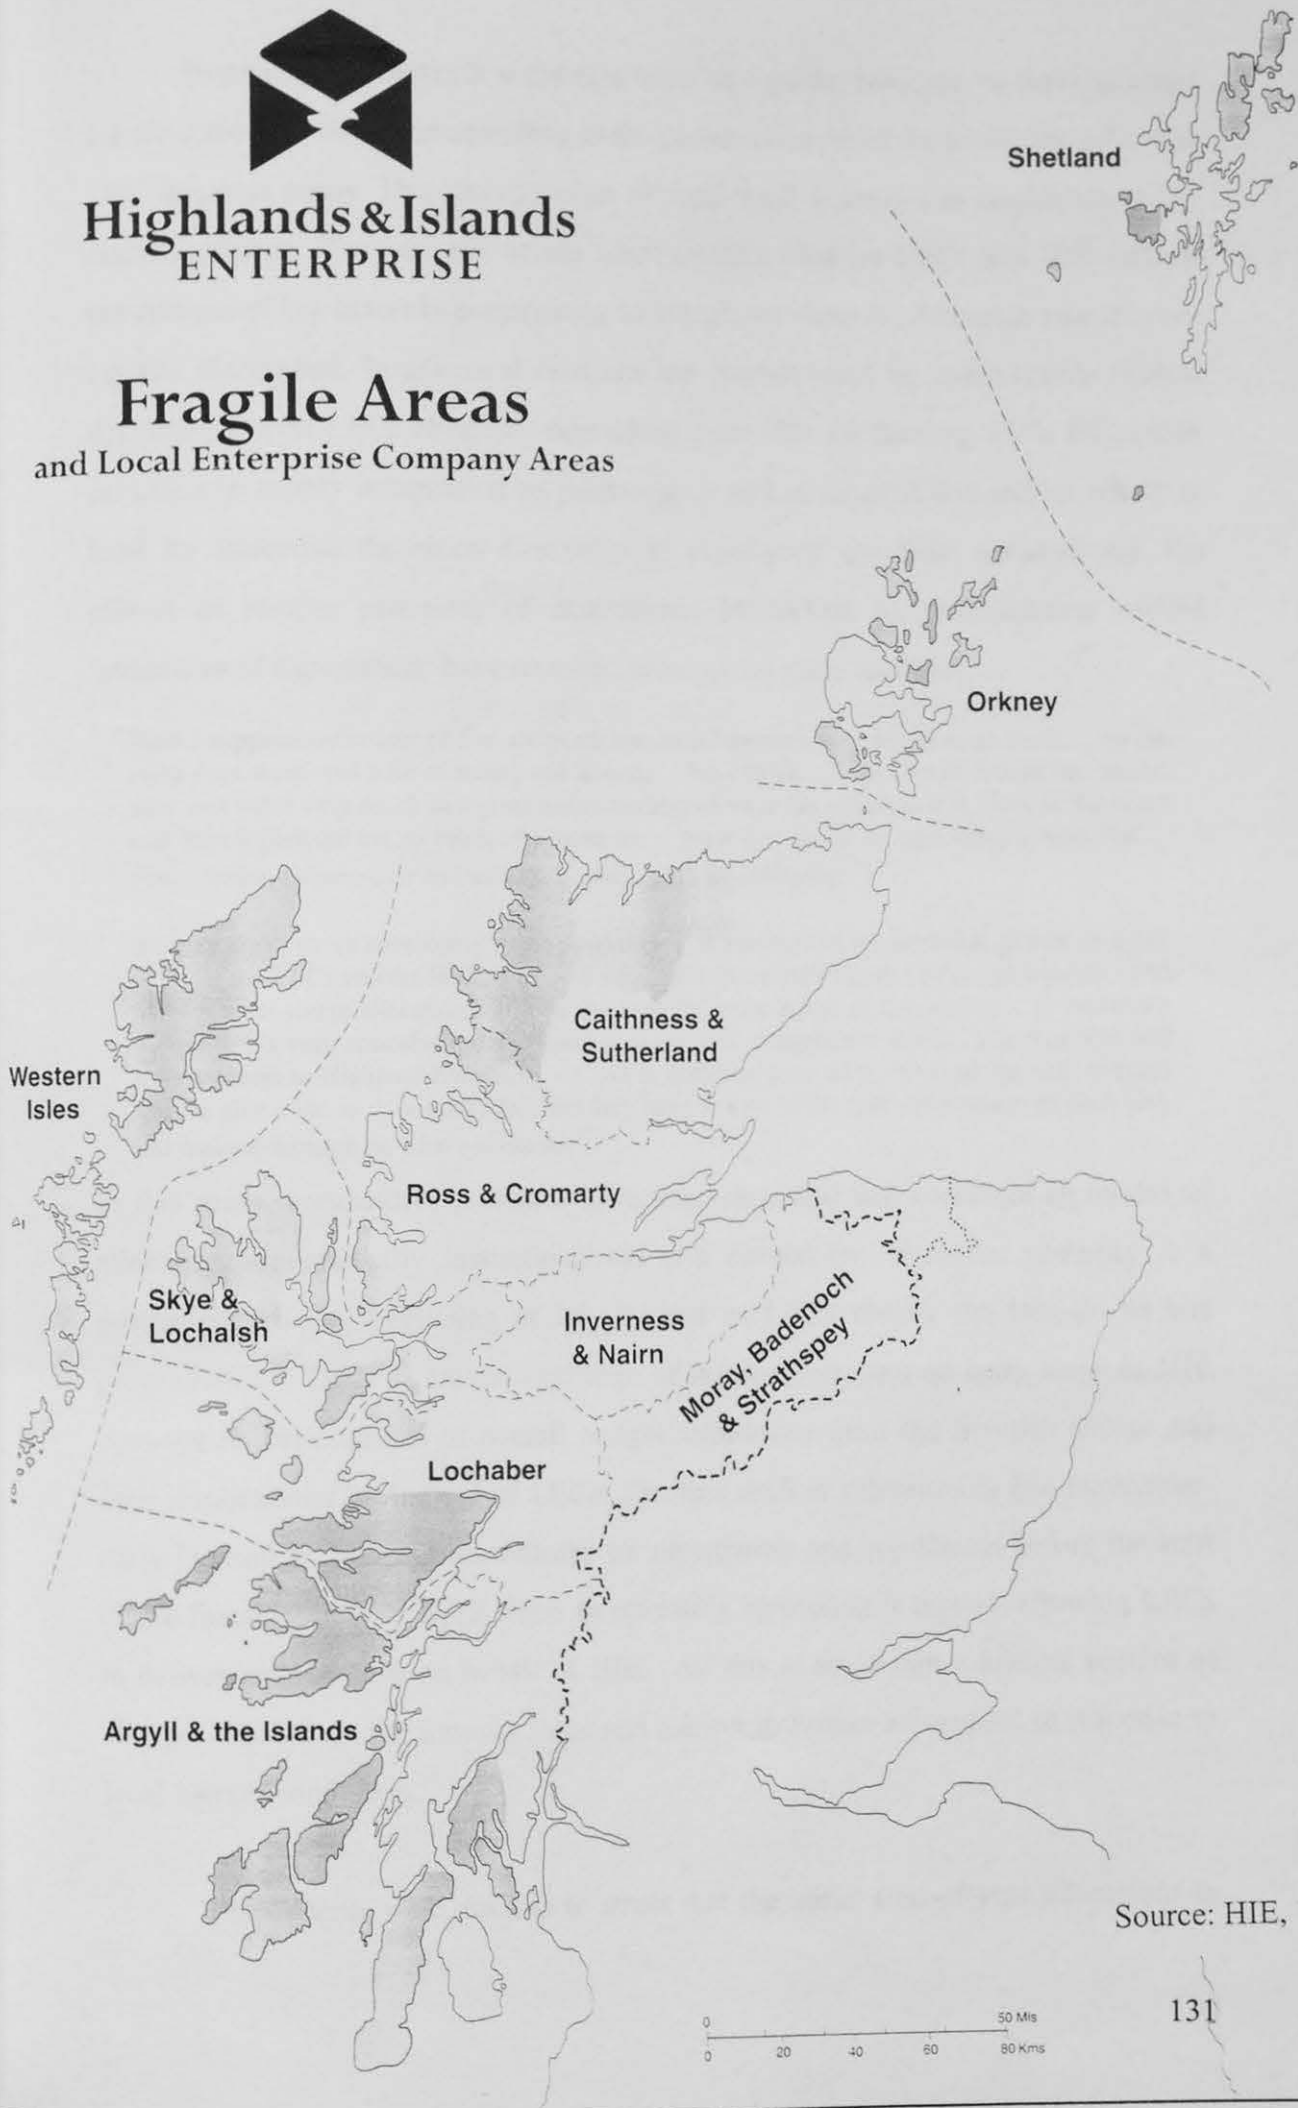 Highlands & Islands
ENTERPRISE
Fragile Areas
and Local Enterprise Company Areas
Shetland
Orkney
Caithness &
Sutherland
Western
Isles
Ross & Cromarty
Skye &
Lochalsh
Inverness
& Nairn
Moray, Badenoch
& Strathspey
Lochaber
Argyll & the Islands
Source: HIE,
131
0 50 Mls
0 20 40 60 80 Kms